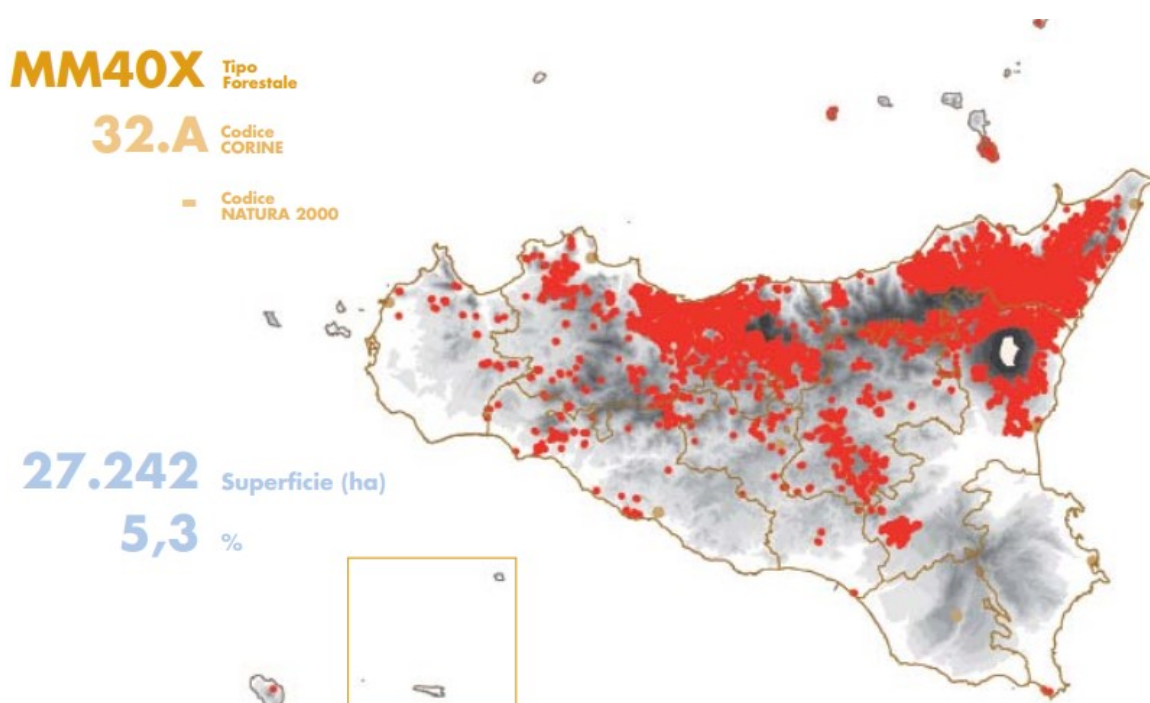 MM40X Tipo
Forestale
32.A Codice
CORINE
- Codice
NATURA 2000
27.242 Superficie (ha)
5,3 %